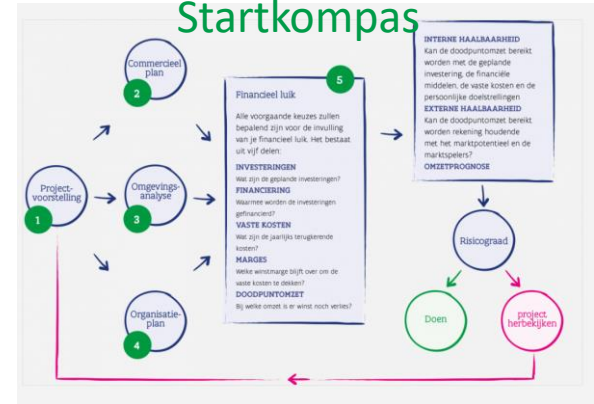 Startkompas
Project-
voorstelling
1
Commercieel
plan
2
Omgevings-
analyse
3
Organisatie-
plan
4
5
Financieel luik
Alle voorgaande keuzes zullen
bepalend zijn voor de invulling
van je financieel luik. Het bestaat
uit vijf delen:
INVESTERINGEN
Wat zijn de geplande investeringen?
FINANCIERING
Waarmee worden de investeringen
gefinancierd?
VASTE KOSTEN
Wat zijn de jaarlijks terugkerende
kosten?
MARGES
Welke winstmarge blijft over om de
vaste kosten te dekken?
DOODPUNTOMZET
Bij welke omzet is er winst noch verlies?
INTERNE HAALBAARHEID
Kan de doodpuntomzet bereikt
worden met de geplande
investering, de financiële
middelen, de vaste kosten en de
persoonlijke doelstrellingen
EXTERNE HAALBAARHEID
Kan de doodpuntomzet bereikt
worden rekening houdende
met het marktpotentieel en de
marktspelers?
OMZETPROGNOSE
Risicograad
Doen
project
herbekijken